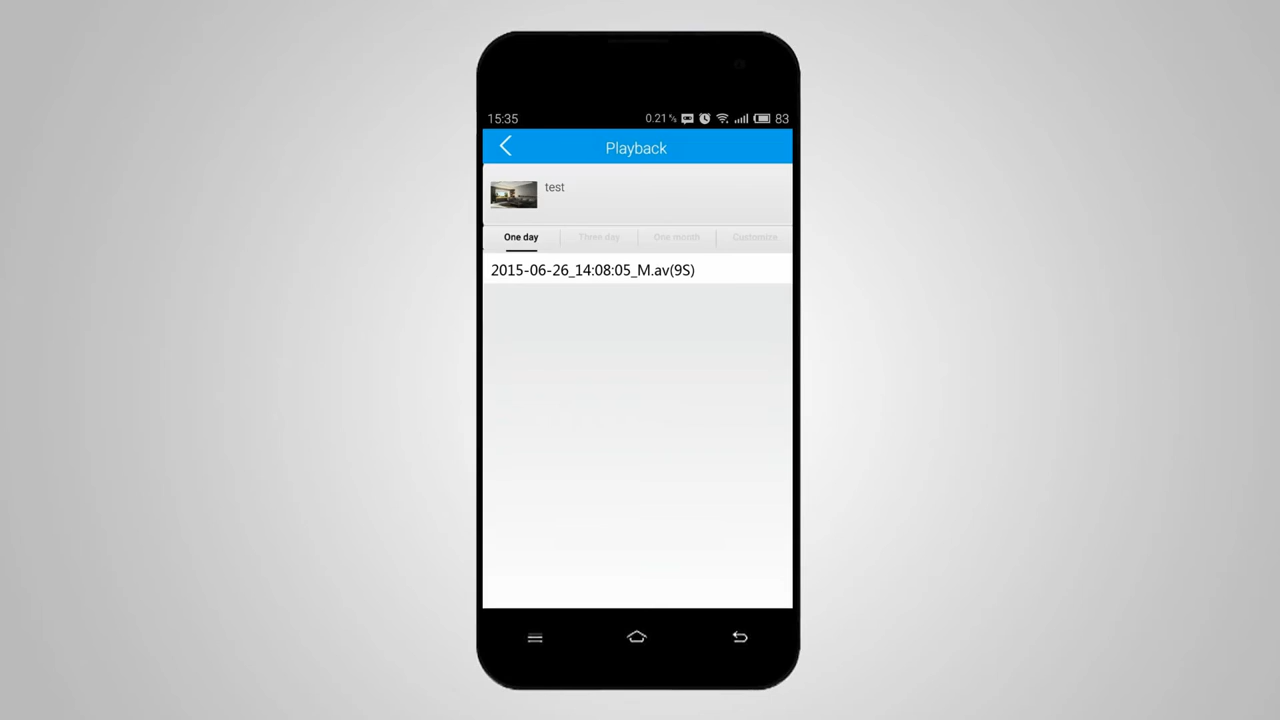 15:35 0.21% 83
Playback
test
One day Three day One month Customize
2015-06-26_14:08:05_M.av(9S)